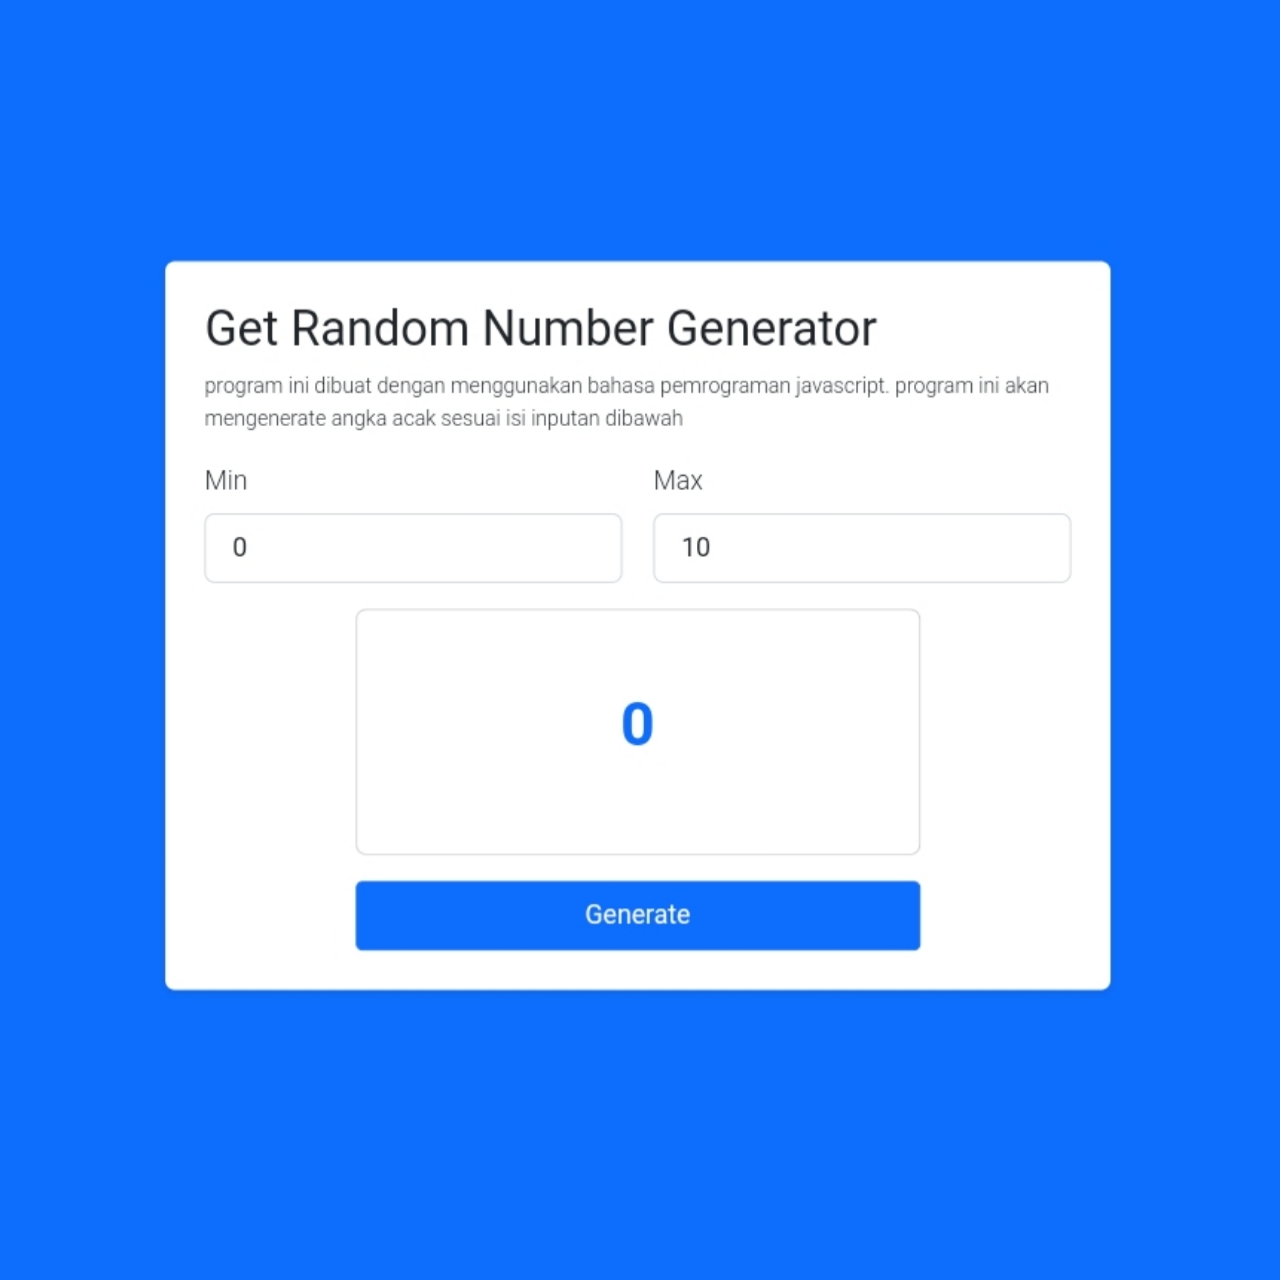 Get Random Number Generator
program ini dibuat dengan menggunakan bahasa pemrograman javascript. program ini akan
mengenerate angka acak sesuai isi inputan dibawah
Min
Max
0
10
0
Generate